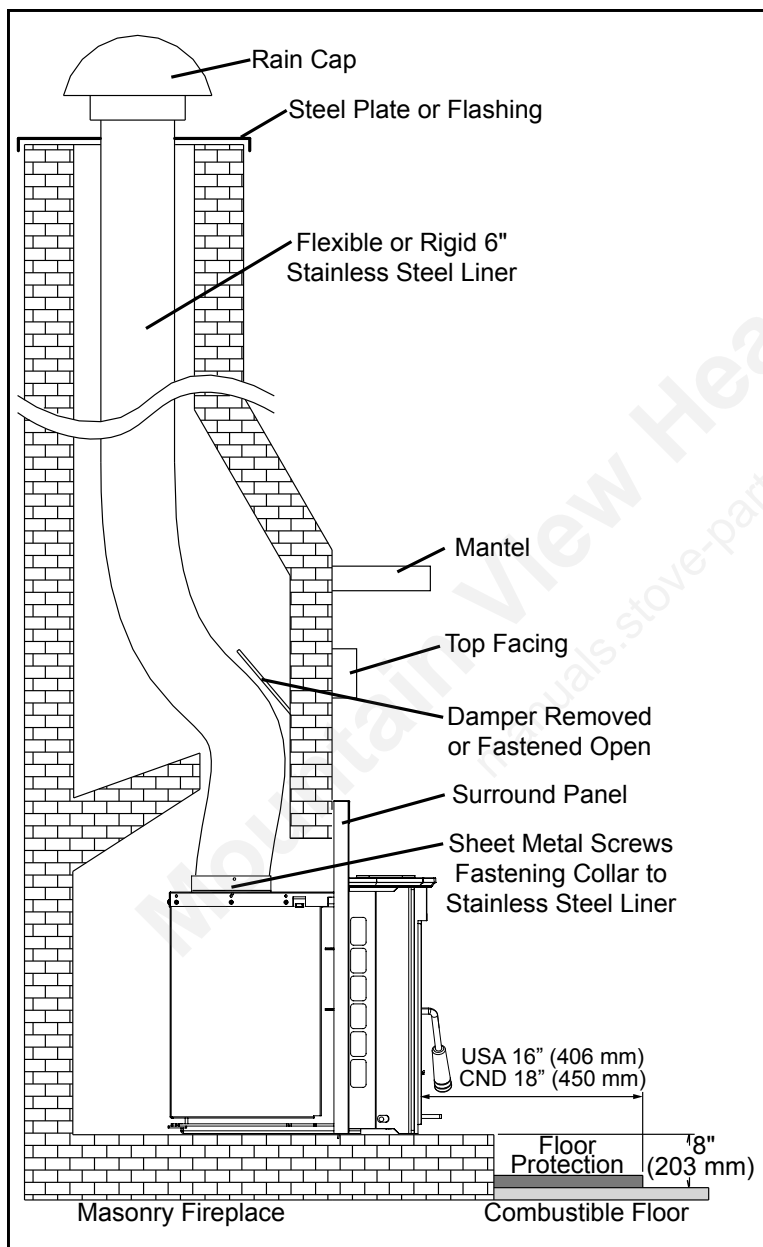 Rain Cap
Steel Plate or Flashing
Flexible or Rigid 6"
Stainless Steel Liner
Mantel
Top Facing
Damper Removed
or Fastened Open
Surround Panel
Sheet Metal Screws
Fastening Collar to
Stainless Steel Liner
USA 16” (406 mm)
CND 18” (450 mm)
Floor
Protection
8"
(203 mm)
Masonry Fireplace
Combustible Floor
Mountain View Hea
manuals.stove-part